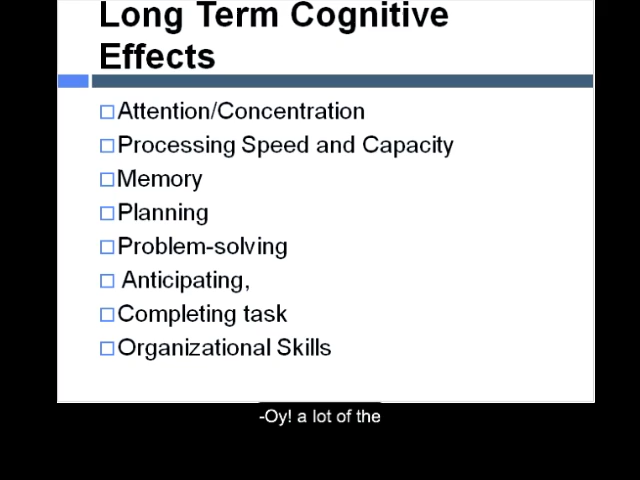 Long Term Cognitive
Effects
Attention/Concentration
Processing Speed and Capacity
Memory
Planning
Problem-solving
Anticipating,
Completing task
Organizational Skills
-Oy! a lot of the